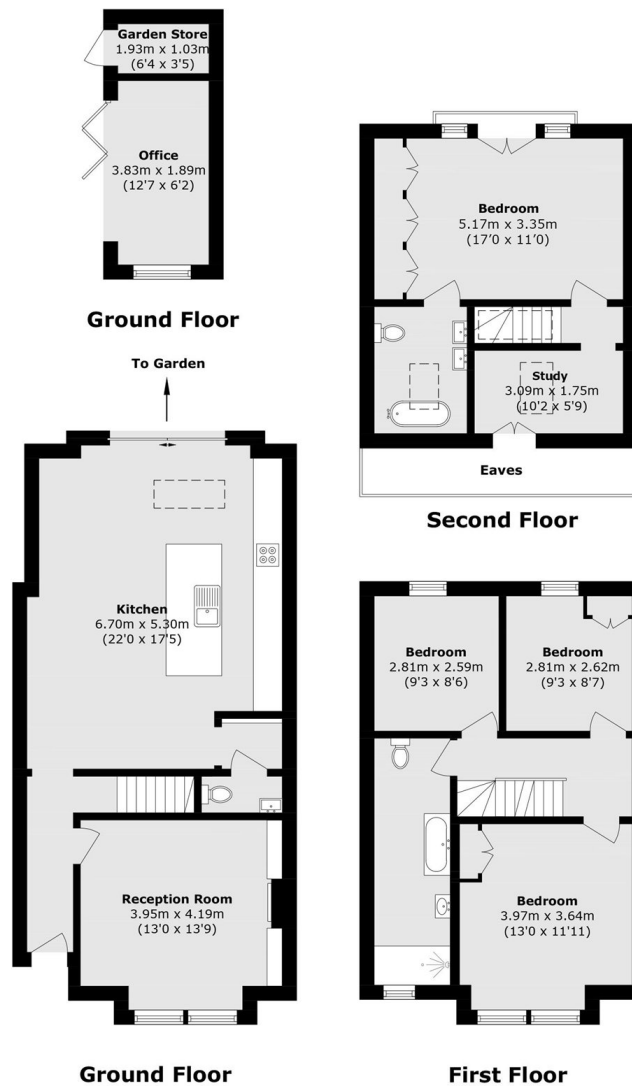 Garden Store
1.93m x 1.03m
(6'4 x 3'5)
Office
3.83m x 1.89m
(12'7 x 6'2)
Ground Floor
To Garden
Kitchen
6.70m x 5.30m
(22'0 x 17'5)
Reception Room
3.95m x 4.19m
(13'0 x 13'9)
Ground Floor
Bedroom
5.17m x 3.35m
(17'0 x 11'0)
Study
3.09m x 1.75m
(10'2 x 5'9)
Eaves
Second Floor
Bedroom
2.81m x 2.59m
(9'3 x 8'6)
Bedroom
2.81m x 2.62m
(9'3 x 8'7)
Bedroom
3.97m x 3.64m
(13'0 x 11'11)
First Floor